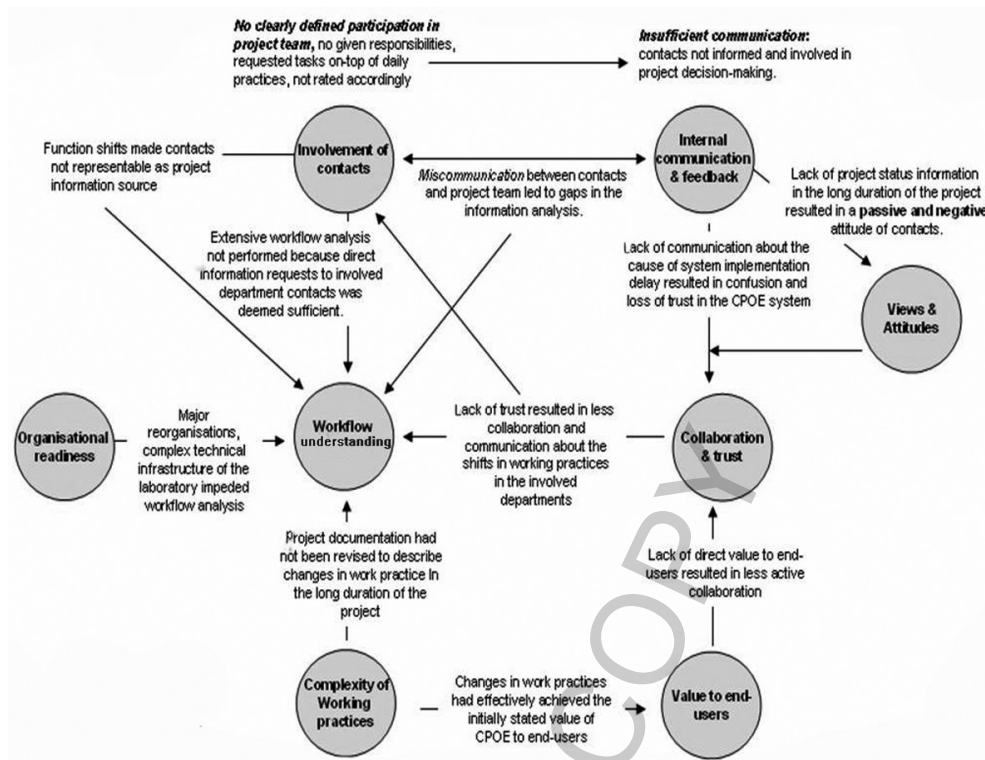 No clearly defined participation in
project team, no given responsibilities,
requested tasks on-top of daily
practices, not rated accordingly
Insufficient communication:
contacts not informed and involved in
project decision-making.
Function shifts made contacts
not representable as project
information source
Involvement of
contacts
Internal
communication
& feedback
Miscommunication between contacts
and project team led to gaps in the
information analysis.
Lack of project status information
in the long duration of the project
resulted in a passive and negative
attitude of contacts.
Extensive workflow analysis
not performed because direct
information requests to involved
department contacts was
deemed sufficient.
Lack of communication about the
cause of system implementation
delay resulted in confusion and
loss of trust in the CPOE system
Views &
Attitudes
Organisational
readiness
Major
reorganisations,
complex technical
infrastructure of the
laboratory impeded
workflow analysis
Workflow
understanding
Lack of trust resulted in less
collaboration and
communication about the
shifts in working practices
in the involved
departments
Collaboration
& trust
Project documentation had
not been revised to describe
changes in work practice In
the long duration of the
project
Lack of direct value to end-
users resulted in less active
collaboration
Complexity of
Working
practices
Changes in work practices
had effectively achieved the
initially stated value of
CPOE to end-users
Value to end-
users
COPY